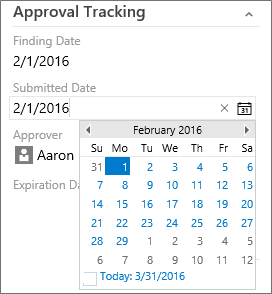 Approval Tracking
Finding Date
2/1/2016
Submitted Date
2/1/2016
February 2016
Su Mo Tu We Th Fr Sa
31 1 2 3 4 5 6
7 8 9 10 11 12 13
14 15 16 17 18 19 20
21 22 23 24 25 26 27
28 29 1 2 3 4 5
6 7 8 9 10 11 12
Today: 3/31/2016
Approver
Aaron
Expiration Da